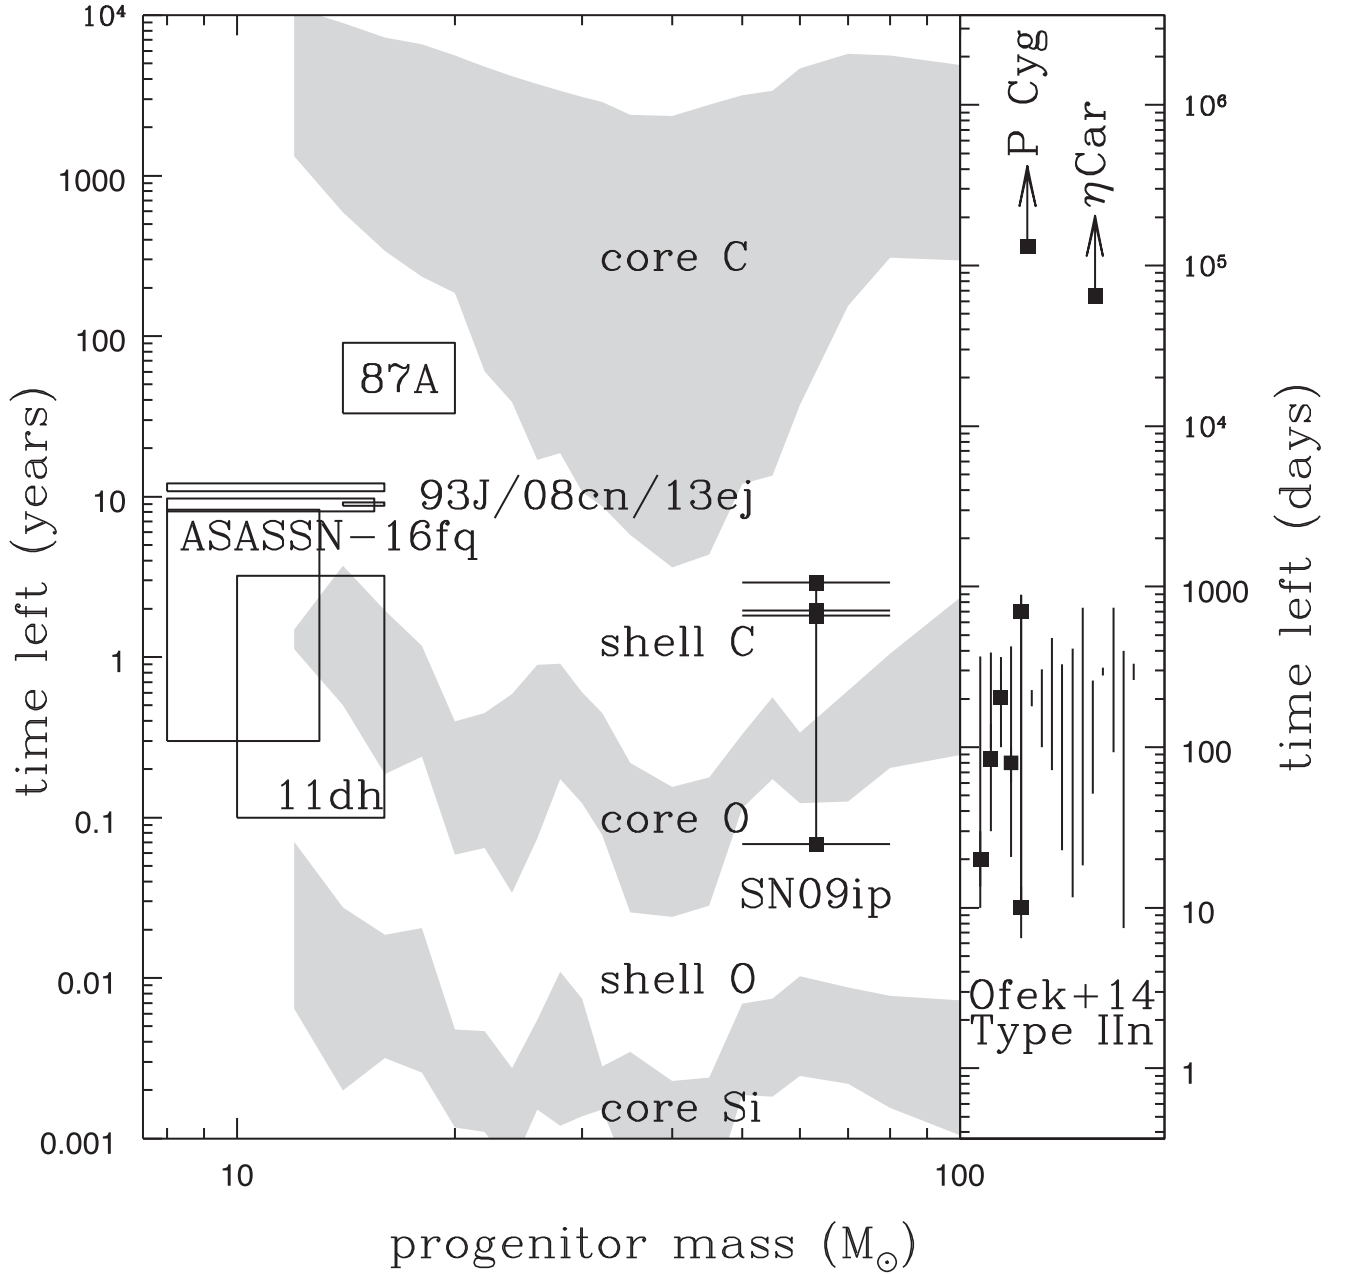 10⁴
1000
100
10
1
0.1
0.01
0.001
time left (years)
10
100
progenitor mass (M☉)
core C
87A
93J/08cn/13ej
ASASSN-16fq
shell C
11dh
core O
SN09ip
shell O
core Si
P Cyg
ηCar
Ofek+14
Type IIn
10⁶
10⁵
10⁴
1000
100
10
1
time left (days)